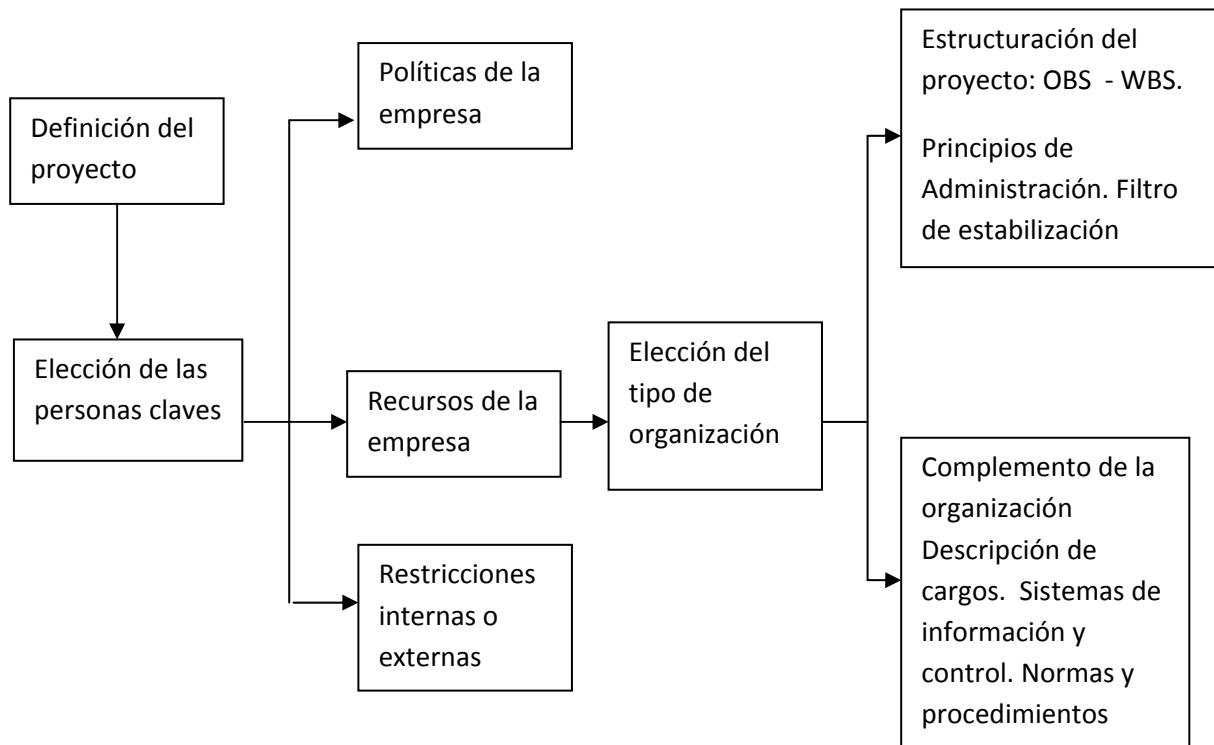 Definición del
proyecto
Elección de las
personas claves
Políticas de la
empresa
Recursos de la
empresa
Restricciones
internas o
externas
Elección del
tipo de
organización
Estructuración del
proyecto: OBS - WBS.
Principios de
Administración. Filtro
de estabilización
Complemento de la
organización
Descripción de
cargos. Sistemas de
información y
control. Normas y
procedimientos